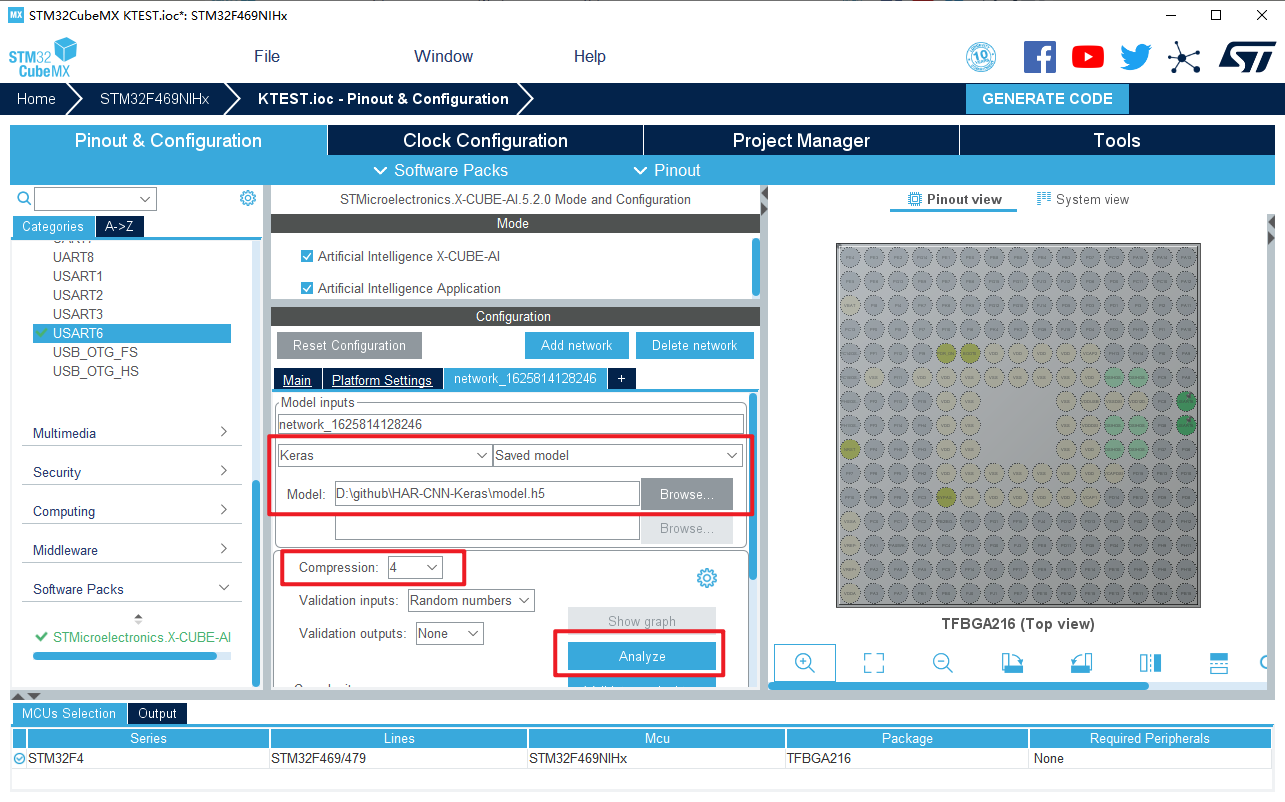 MX STM32CubeMX KTEST.ioc*: STM32F469NIHx
STM32
CubeMX
File Window Help
10
Home STM32F469NIHx KTEST.ioc - Pinout & Configuration GENERATE CODE
Pinout & Configuration Clock Configuration Project Manager Tools
Software Packs Pinout
Categories A->Z
UART8
USART1
USART2
USART3
USART6
USB_OTG_FS
USB_OTG_HS
Multimedia
Security
Computing
Middleware
Software Packs
STMicroelectronics.X-CUBE-AI
STMicroelectronics.X-CUBE-AI.5.2.0 Mode and Configuration
Mode
Artificial Intelligence X-CUBE-AI
Artificial Intelligence Application
Configuration
Reset Configuration Add network Delete network
Main Platform Settings network_1625814128246 +
Model inputs
network_1625814128246
Keras Saved model
Model: D:\github\HAR-CNN-Keras\model.h5 Browse...
Browse...
Compression: 4
Validation inputs: Random numbers
Validation outputs: None
Show graph
Analyze
Pinout view System view
TFBGA216 (Top view)
MCUs Selection Output
Series Lines Mcu Package Required Peripherals
STM32F4 STM32F469/479 STM32F469NIHx TFBGA216 None